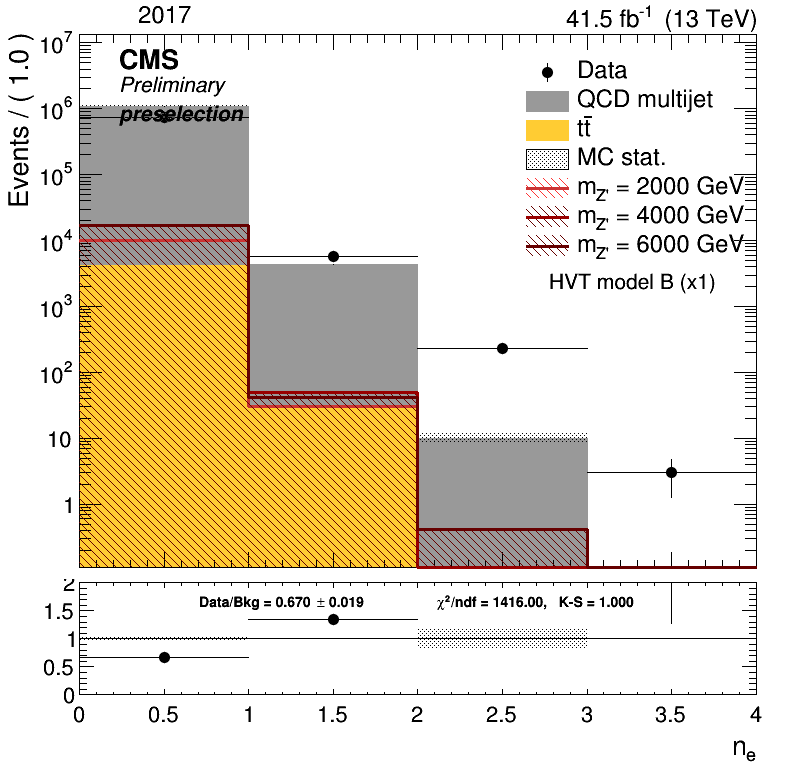 2017
41.5 fb⁻¹ (13 TeV)
Events / ( 1.0 )
10⁷
10⁶
10⁵
10⁴
10³
10²
10
1
CMS
Preliminary
preselection
Data
QCD multijet
tt̄
MC stat.
m_Z' = 2000 GeV
m_Z' = 4000 GeV
m_Z' = 6000 GeV
HVT model B (x1)
2
1.5
1
0.5
0
Data/Bkg = 0.670 ± 0.019
χ²/ndf = 1416.00, K-S = 1.000
0 0.5 1 1.5 2 2.5 3 3.5 4
nₑ